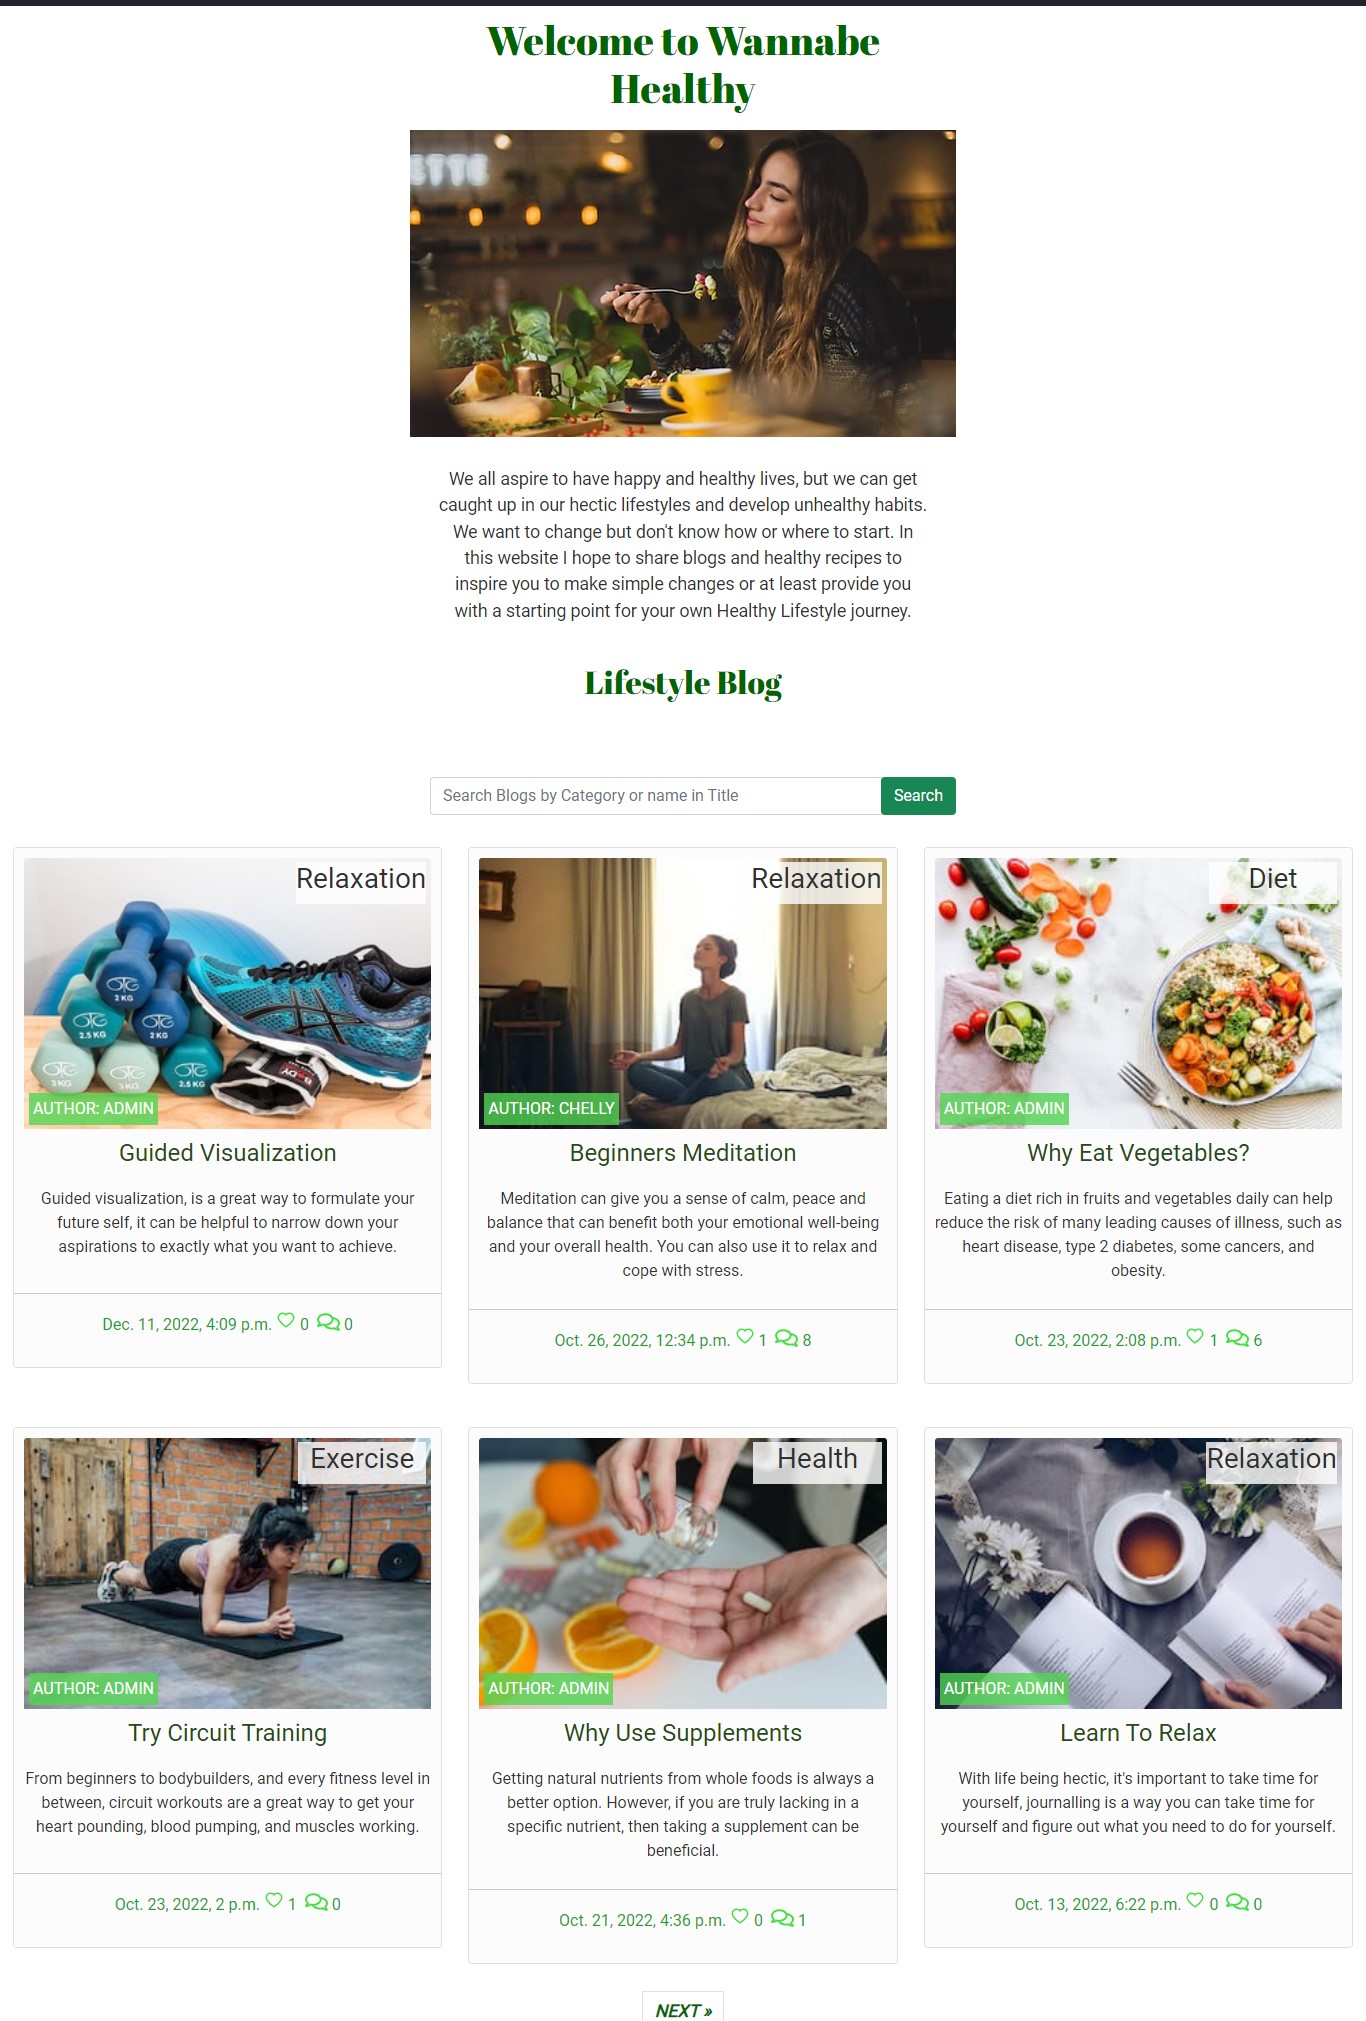 Welcome to Wannabe
Healthy
ETTE
We all aspire to have happy and healthy lives, but we can get
caught up in our hectic lifestyles and develop unhealthy habits.
We want to change but don't know how or where to start. In
this website I hope to share blogs and healthy recipes to
inspire you to make simple changes or at least provide you
with a starting point for your own Healthy Lifestyle journey.
Lifestyle Blog
Search Blogs by Category or name in Title
Search
Relaxation
2 KG
2.5 KG
2 KG
3 KG
3 KG
2.5 KG
AUTHOR: ADMIN
Guided Visualization
Guided visualization, is a great way to formulate your
future self, it can be helpful to narrow down your
aspirations to exactly what you want to achieve.
Dec. 11, 2022, 4:09 p.m. 0 0
Relaxation
AUTHOR: CHELLY
Beginners Meditation
Meditation can give you a sense of calm, peace and
balance that can benefit both your emotional well-being
and your overall health. You can also use it to relax and
cope with stress.
Oct. 26, 2022, 12:34 p.m. 1 8
Diet
AUTHOR: ADMIN
Why Eat Vegetables?
Eating a diet rich in fruits and vegetables daily can help
reduce the risk of many leading causes of illness, such as
heart disease, type 2 diabetes, some cancers, and
obesity.
Oct. 23, 2022, 2:08 p.m. 1 6
Exercise
AUTHOR: ADMIN
Try Circuit Training
From beginners to bodybuilders, and every fitness level in
between, circuit workouts are a great way to get your
heart pounding, blood pumping, and muscles working.
Oct. 23, 2022, 2 p.m. 1 0
Health
AUTHOR: ADMIN
Why Use Supplements
Getting natural nutrients from whole foods is always a
better option. However, if you are truly lacking in a
specific nutrient, then taking a supplement can be
beneficial.
Oct. 21, 2022, 4:36 p.m. 0 1
Relaxation
AUTHOR: ADMIN
Learn To Relax
With life being hectic, it's important to take time for
yourself, journalling is a way you can take time for
yourself and figure out what you need to do for yourself.
Oct. 13, 2022, 6:22 p.m. 0 0
NEXT »